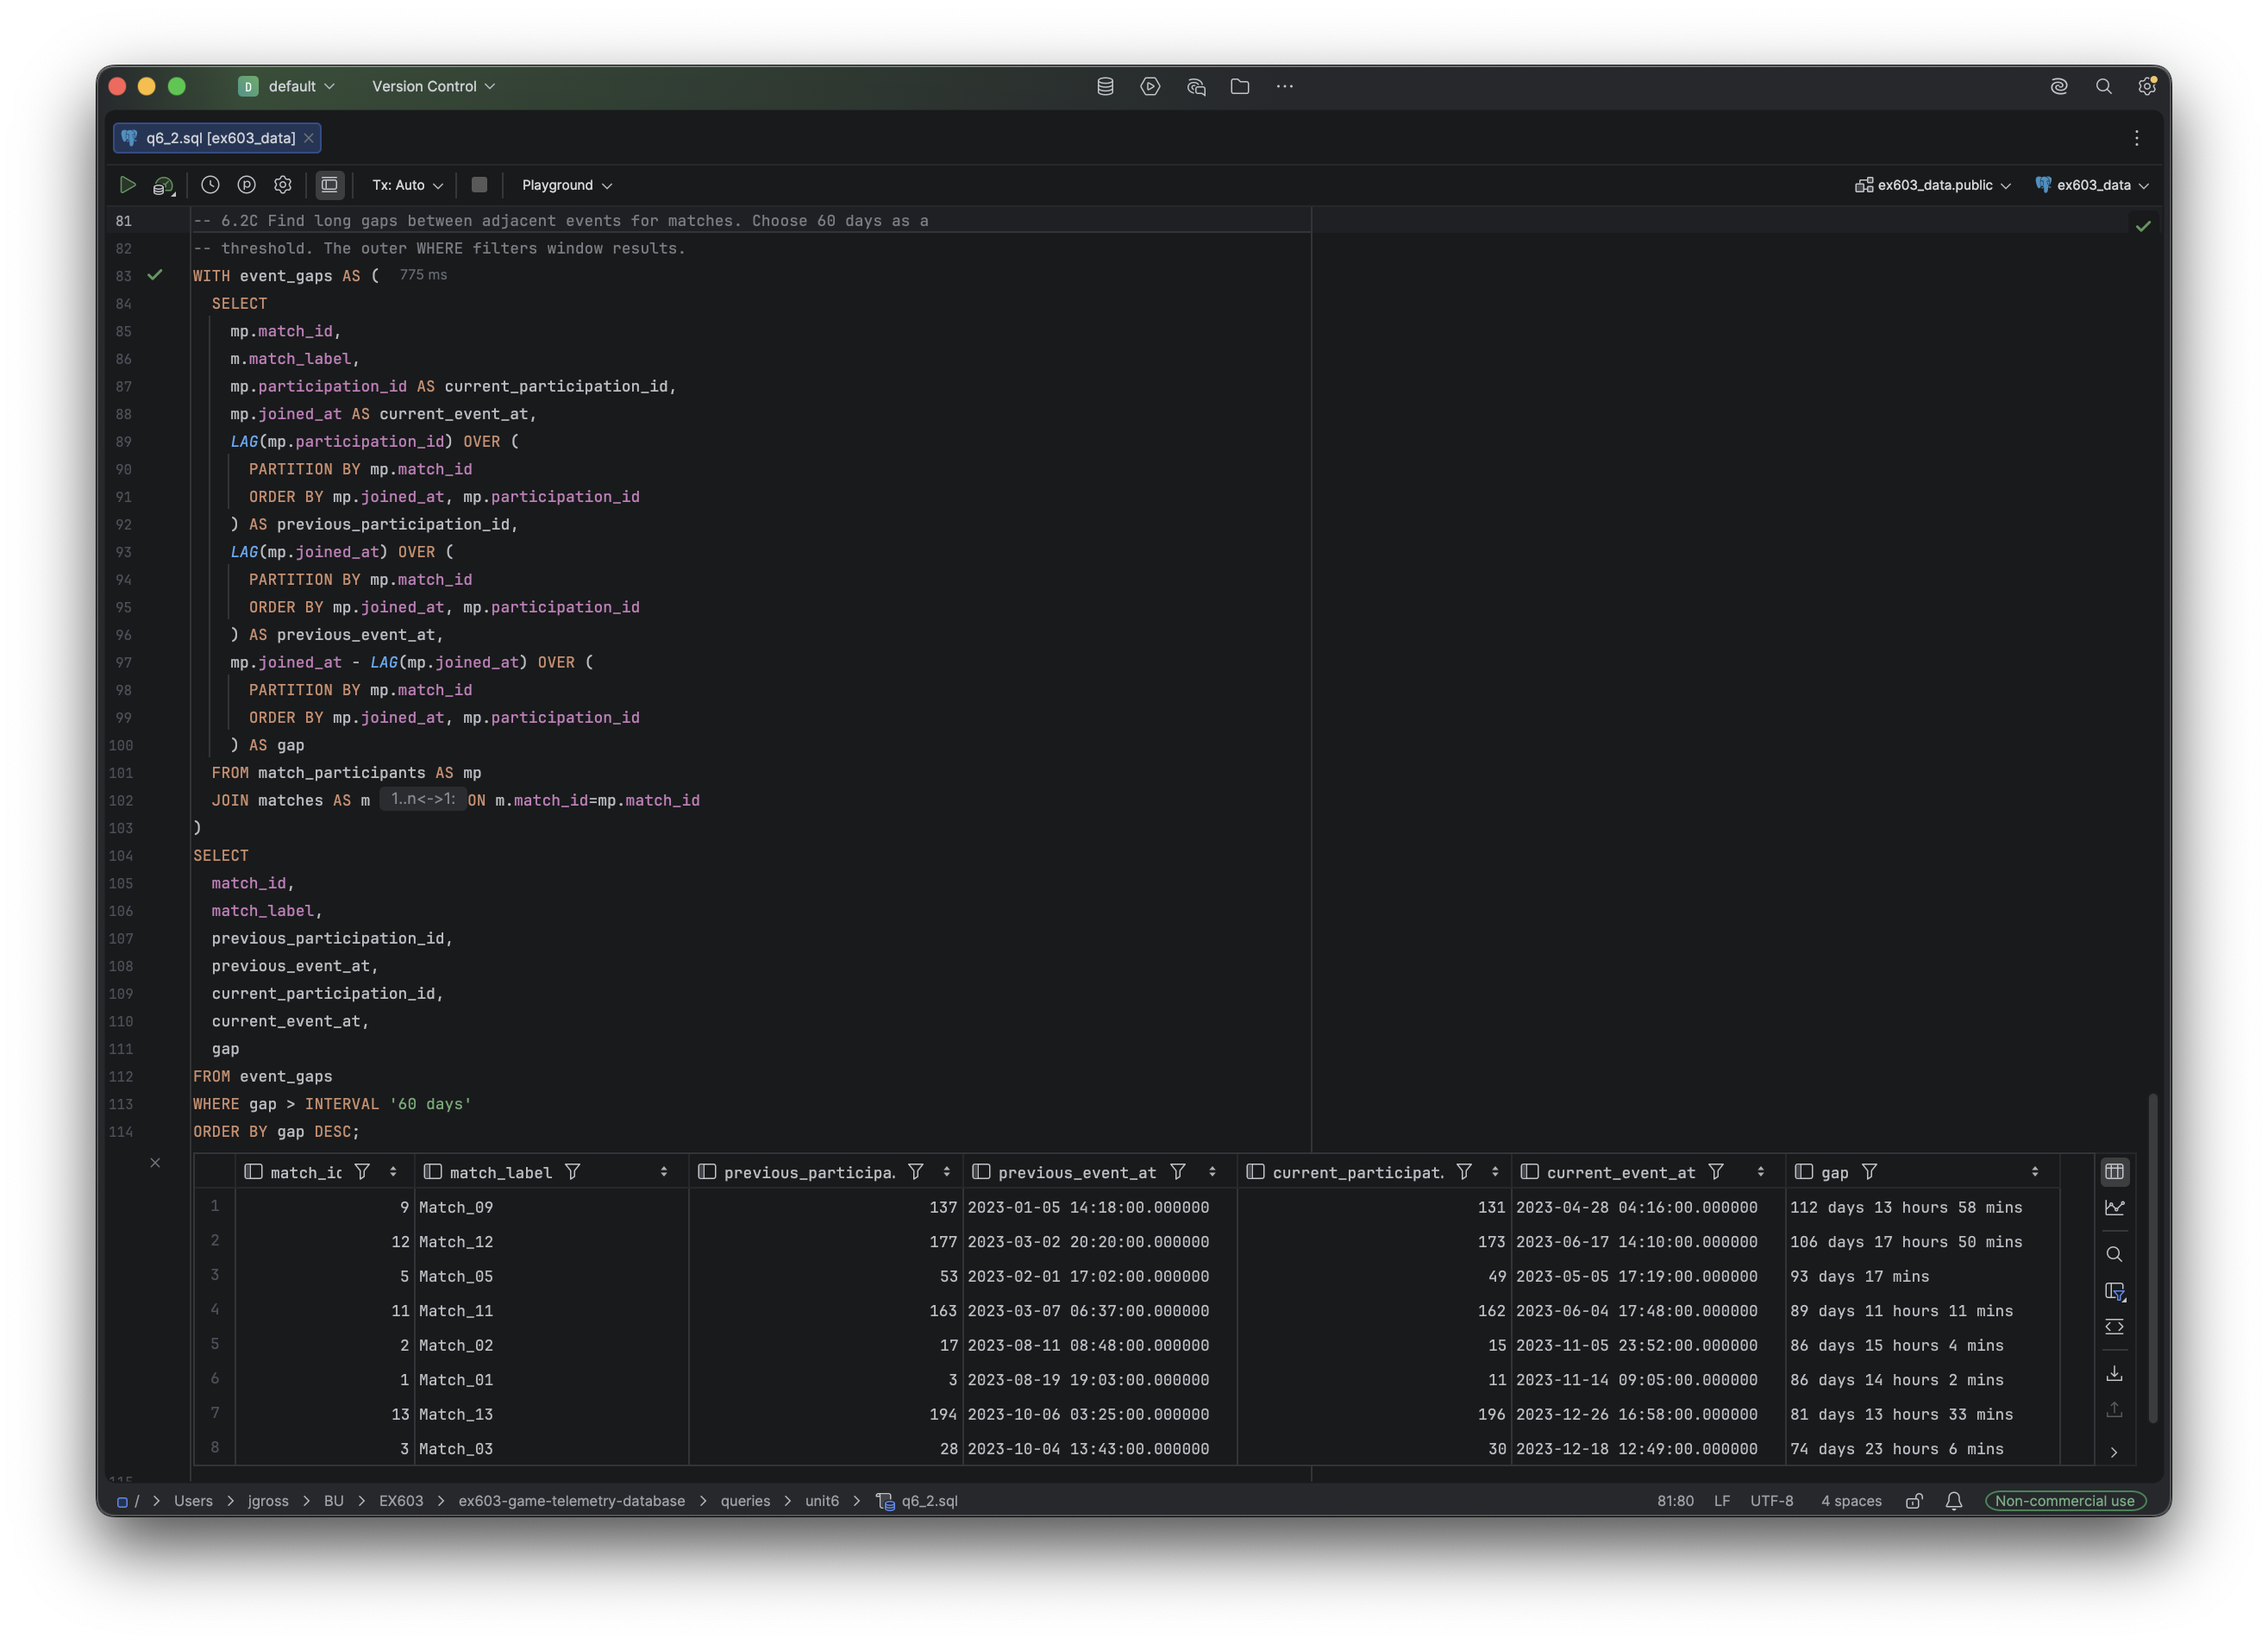 D default Version Control
q6_2.sql [ex603_data]
Tx: Auto Playground ex603_data.public ex603_data
81 -- 6.2C Find long gaps between adjacent events for matches. Choose 60 days as a
82 -- threshold. The outer WHERE filters window results.
83 WITH event_gaps AS ( 775 ms
84 SELECT
85 mp.match_id,
86 m.match_label,
87 mp.participation_id AS current_participation_id,
88 mp.joined_at AS current_event_at,
89 LAG(mp.participation_id) OVER (
90 PARTITION BY mp.match_id
91 ORDER BY mp.joined_at, mp.participation_id
92 ) AS previous_participation_id,
93 LAG(mp.joined_at) OVER (
94 PARTITION BY mp.match_id
95 ORDER BY mp.joined_at, mp.participation_id
96 ) AS previous_event_at,
97 mp.joined_at - LAG(mp.joined_at) OVER (
98 PARTITION BY mp.match_id
99 ORDER BY mp.joined_at, mp.participation_id
100 ) AS gap
101 FROM match_participants AS mp
102 JOIN matches AS m 1..n<->1: ON m.match_id=mp.match_id
103 )
104 SELECT
105 match_id,
106 match_label,
107 previous_participation_id,
108 previous_event_at,
109 current_participation_id,
110 current_event_at,
111 gap
112 FROM event_gaps
113 WHERE gap > INTERVAL '60 days'
114 ORDER BY gap DESC;
match_ic match_label previous_participa. previous_event_at current_participat. current_event_at gap
1 9 Match_09 137 2023-01-05 14:18:00.000000 131 2023-04-28 04:16:00.000000 112 days 13 hours 58 mins
2 12 Match_12 177 2023-03-02 20:20:00.000000 173 2023-06-17 14:10:00.000000 106 days 17 hours 50 mins
3 5 Match_05 53 2023-02-01 17:02:00.000000 49 2023-05-05 17:19:00.000000 93 days 17 mins
4 11 Match_11 163 2023-03-07 06:37:00.000000 162 2023-06-04 17:48:00.000000 89 days 11 hours 11 mins
5 2 Match_02 17 2023-08-11 08:48:00.000000 15 2023-11-05 23:52:00.000000 86 days 15 hours 4 mins
6 1 Match_01 3 2023-08-19 19:03:00.000000 11 2023-11-14 09:05:00.000000 86 days 14 hours 2 mins
7 13 Match_13 194 2023-10-06 03:25:00.000000 196 2023-12-26 16:58:00.000000 81 days 13 hours 33 mins
8 3 Match_03 28 2023-10-04 13:43:00.000000 30 2023-12-18 12:49:00.000000 74 days 23 hours 6 mins
115
/ > Users > jgross > BU > EX603 > ex603-game-telemetry-database > queries > unit6 > q6_2.sql 81:80 LF UTF-8 4 spaces Non-commercial use